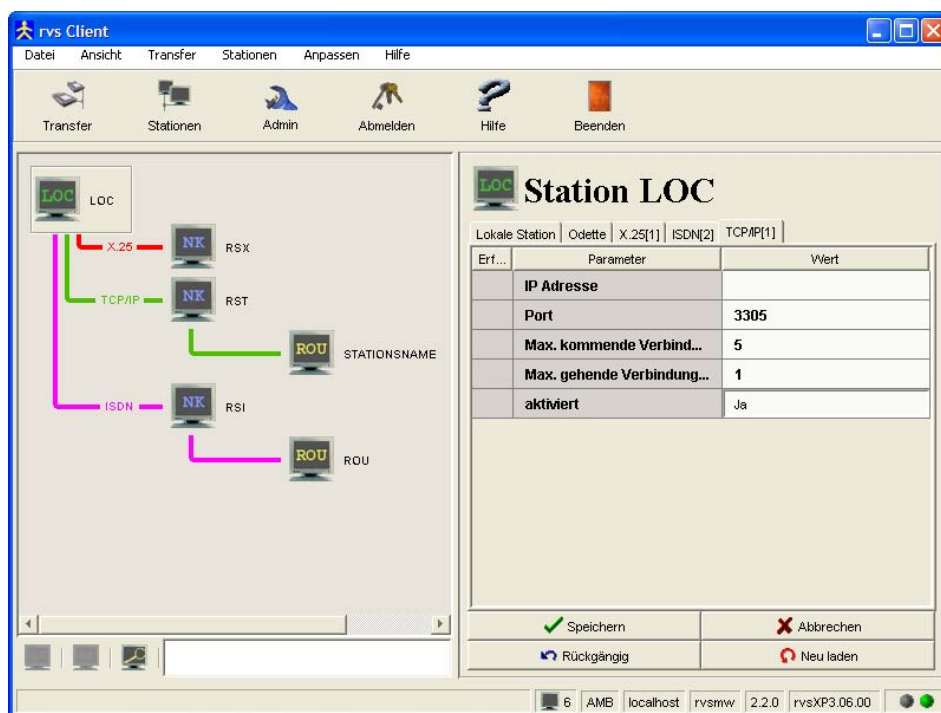 rvs Client
Datei Ansicht Transfer Stationen Anpassen Hilfe
Transfer Stationen Admin Abmelden Hilfe Beenden
LOC LOC
X.25 NK RSX
TCP/IP NK RST
ROU STATIONSNAME
ISDN NK RSI
ROU ROU
LOC Station LOC
Lokale Station Odette X.25[1] ISDN[2] TCP/IP[1]
Erf... Parameter Wert
IP Adresse
Port 3305
Max. kommende Verbind... 5
Max. gehende Verbindung... 1
aktiviert Ja
Speichern Abbrechen
Rückgängig Neu laden
6 AMB localhost rvsmw 2.2.0 rvsXP3.06.00